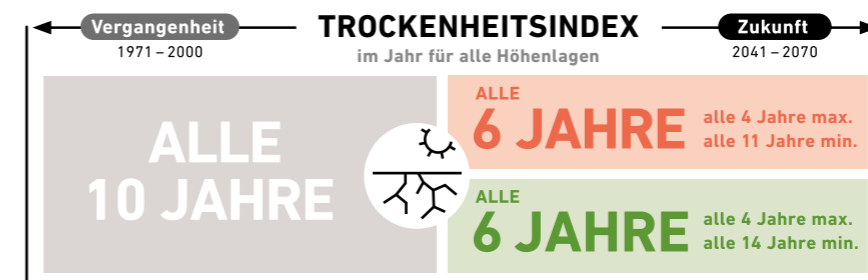 Vergangenheit
1971 – 2000
TROCKENHEITSINDEX
im Jahr für alle Höhenlagen
Zukunft
2041 – 2070
ALLE
10 JAHRE
ALLE
6 JAHRE
alle 4 Jahre max.
alle 11 Jahre min.
ALLE
6 JAHRE
alle 4 Jahre max.
alle 14 Jahre min.